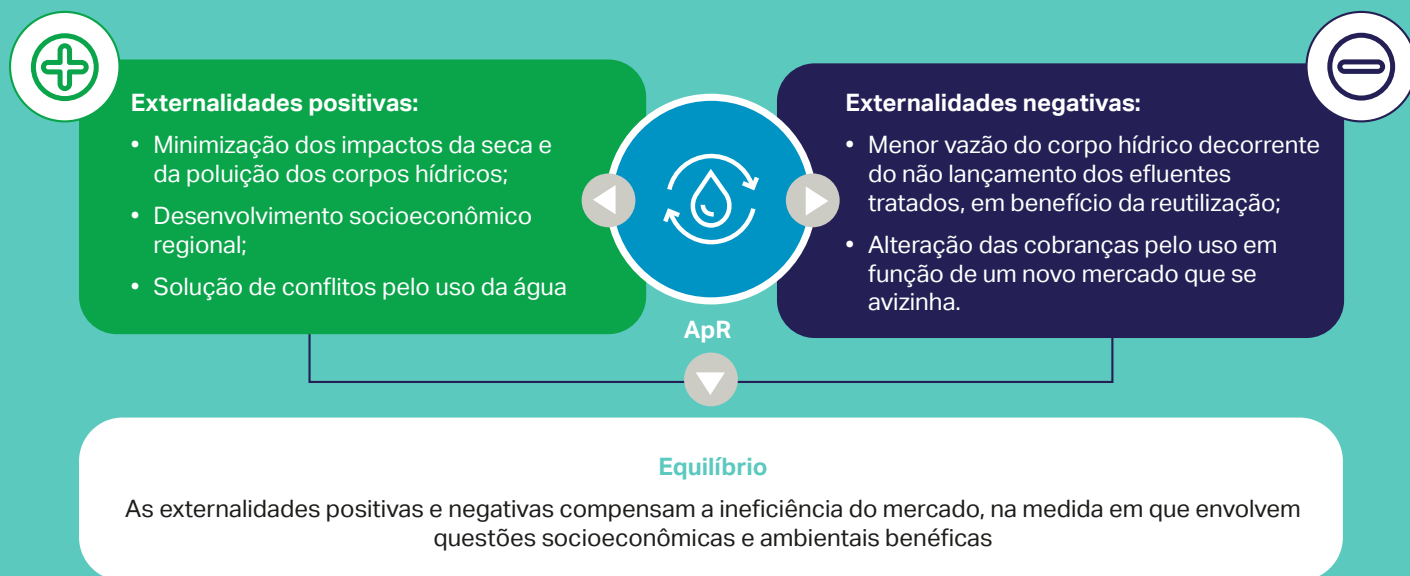 Externalidades positivas:
• Minimização dos impactos da seca e
da poluição dos corpos hídricos;
• Desenvolvimento socioeconômico
regional;
• Solução de conflitos pelo uso da água
ApR
Externalidades negativas:
• Menor vazão do corpo hídrico decorrente
do não lançamento dos efluentes
tratados, em benefício da reutilização;
• Alteração das cobranças pelo uso em
função de um novo mercado que se
avizinha.
Equilíbrio
As externalidades positivas e negativas compensam a ineficiência do mercado, na medida em que envolvem
questões socioeconômicas e ambientais benéficas